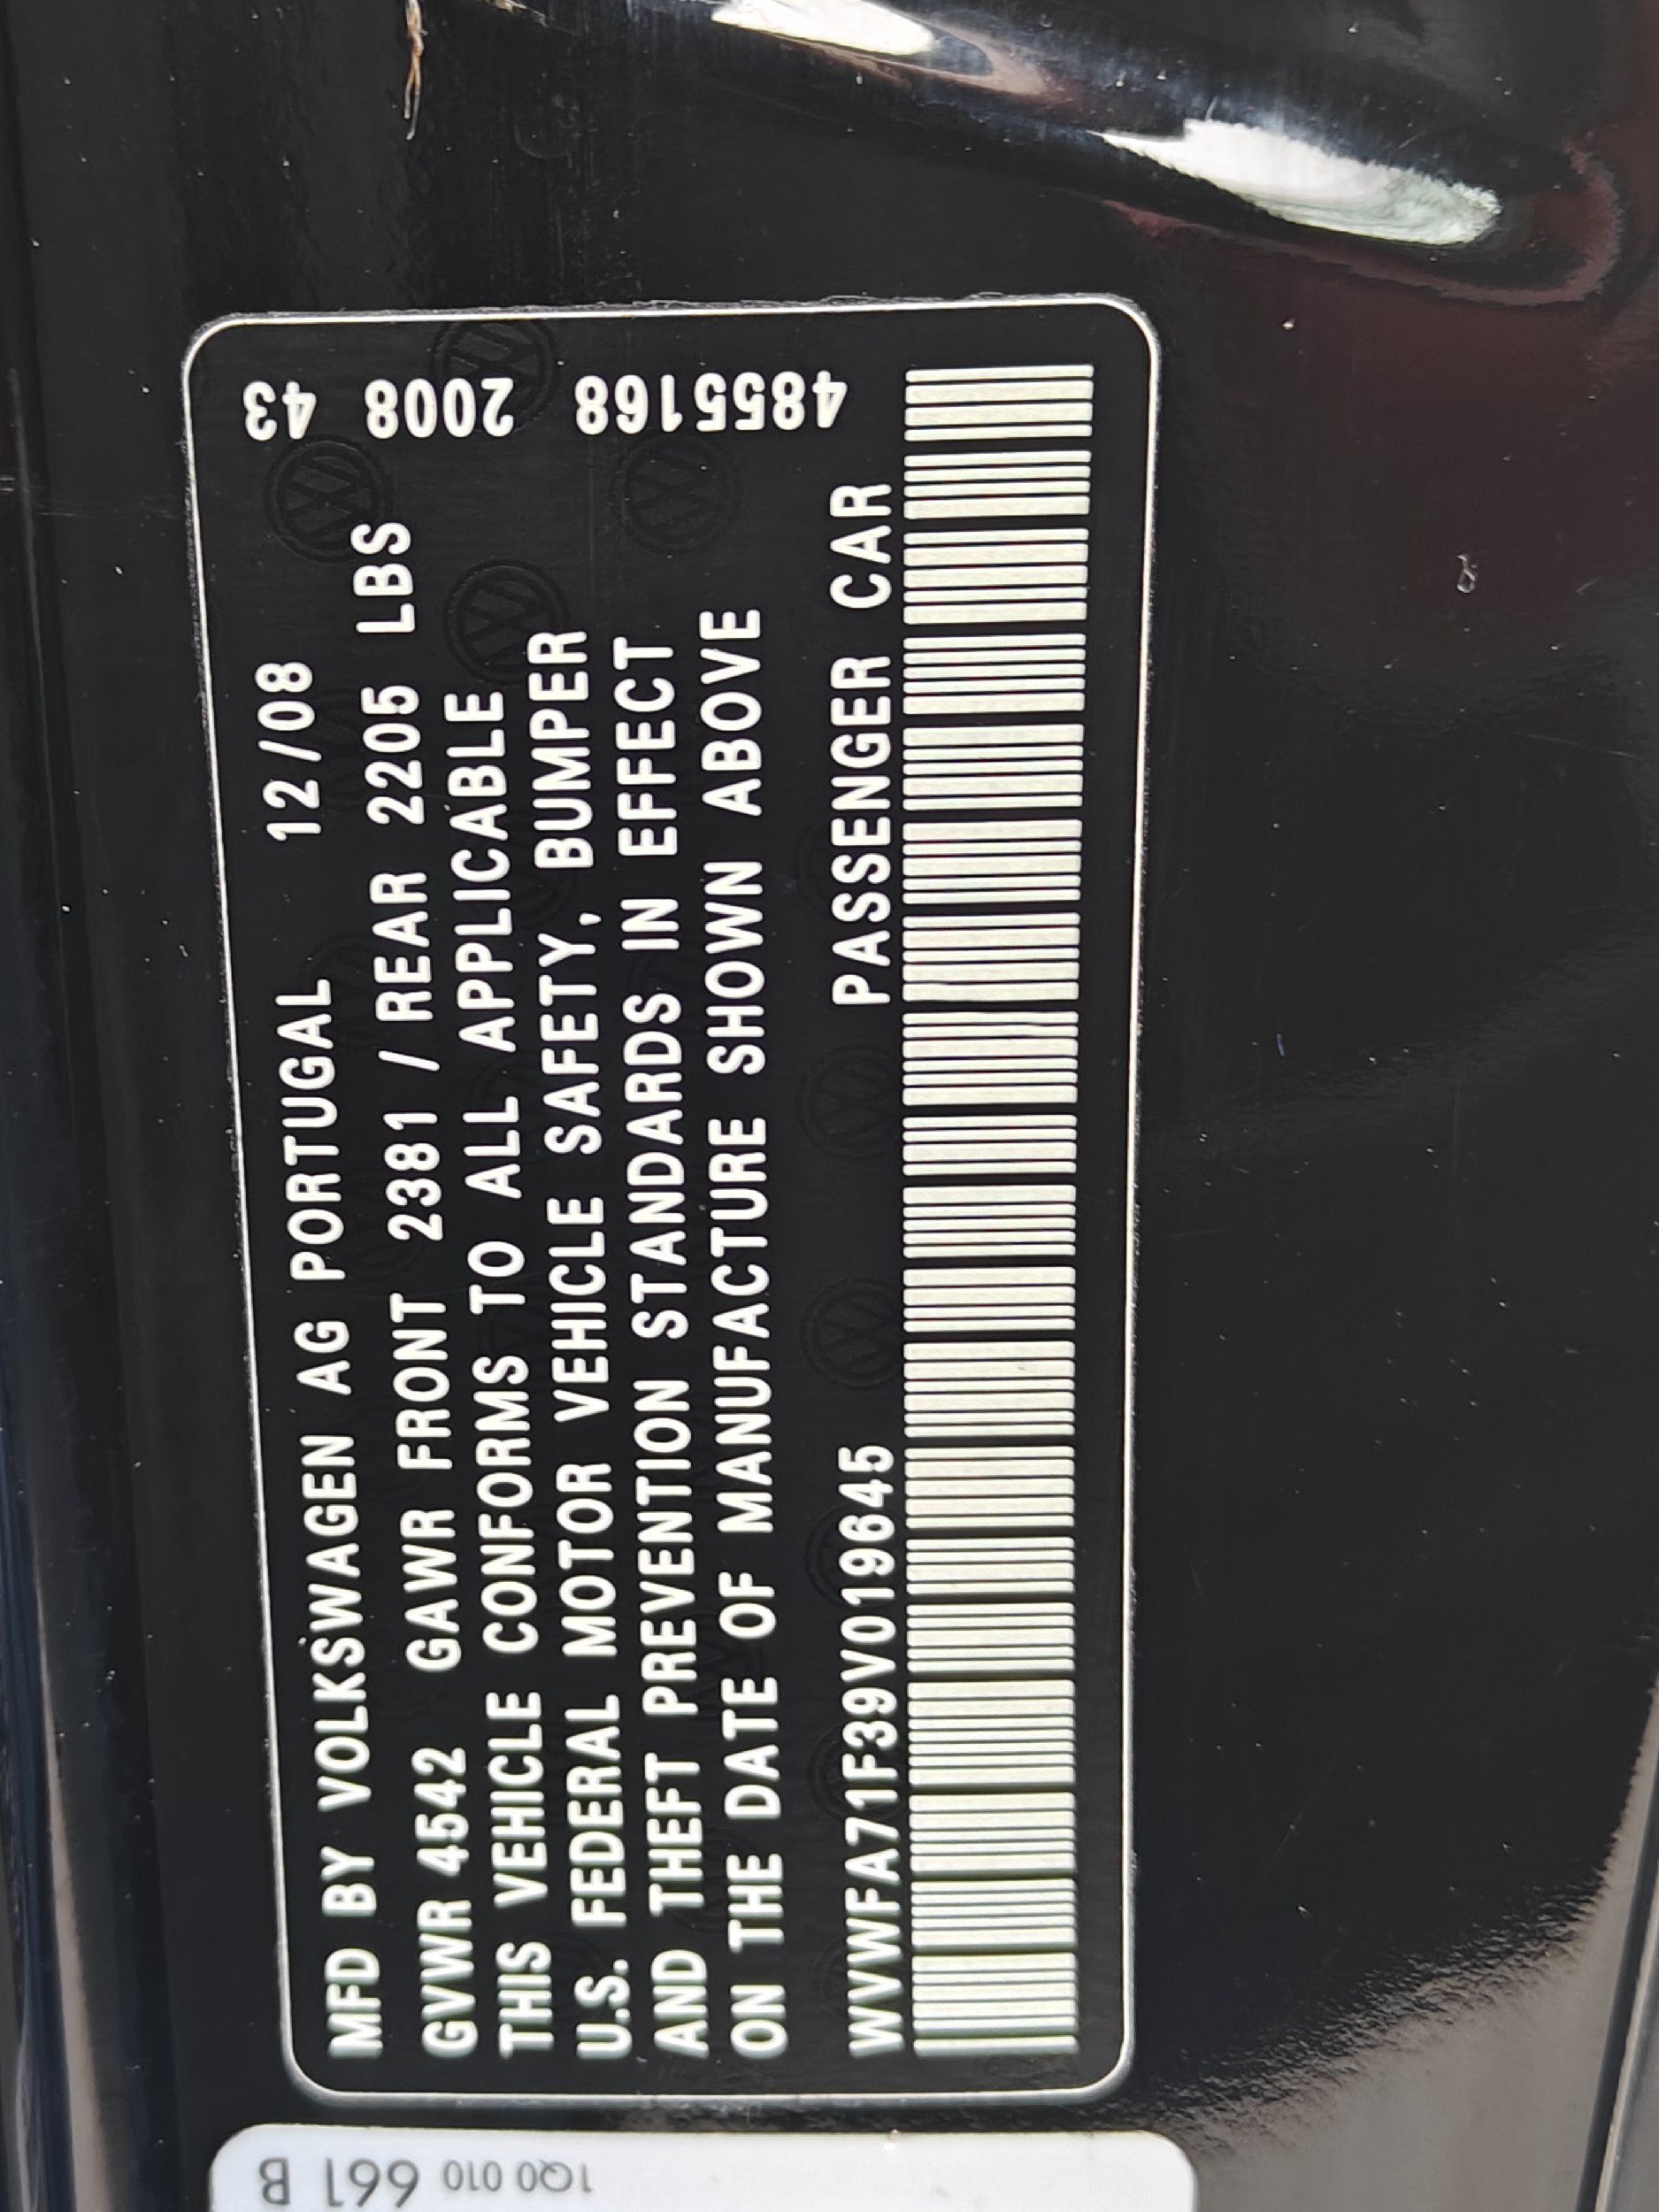 MFD BY VOLKSWAGEN AG PORTUGAL 12/08
GVWR 4542 GAWR FRONT 2381 / REAR 2205 LBS
THIS VEHICLE CONFORMS TO ALL APPLICABLE
U.S. FEDERAL MOTOR VEHICLE SAFETY, BUMPER
AND THEFT PREVENTION STANDARDS IN EFFECT
ON THE DATE OF MANUFACTURE SHOWN ABOVE
WVWFA71F39V019645 PASSENGER CAR
43 2008 4855168
1Q0 010 661 B